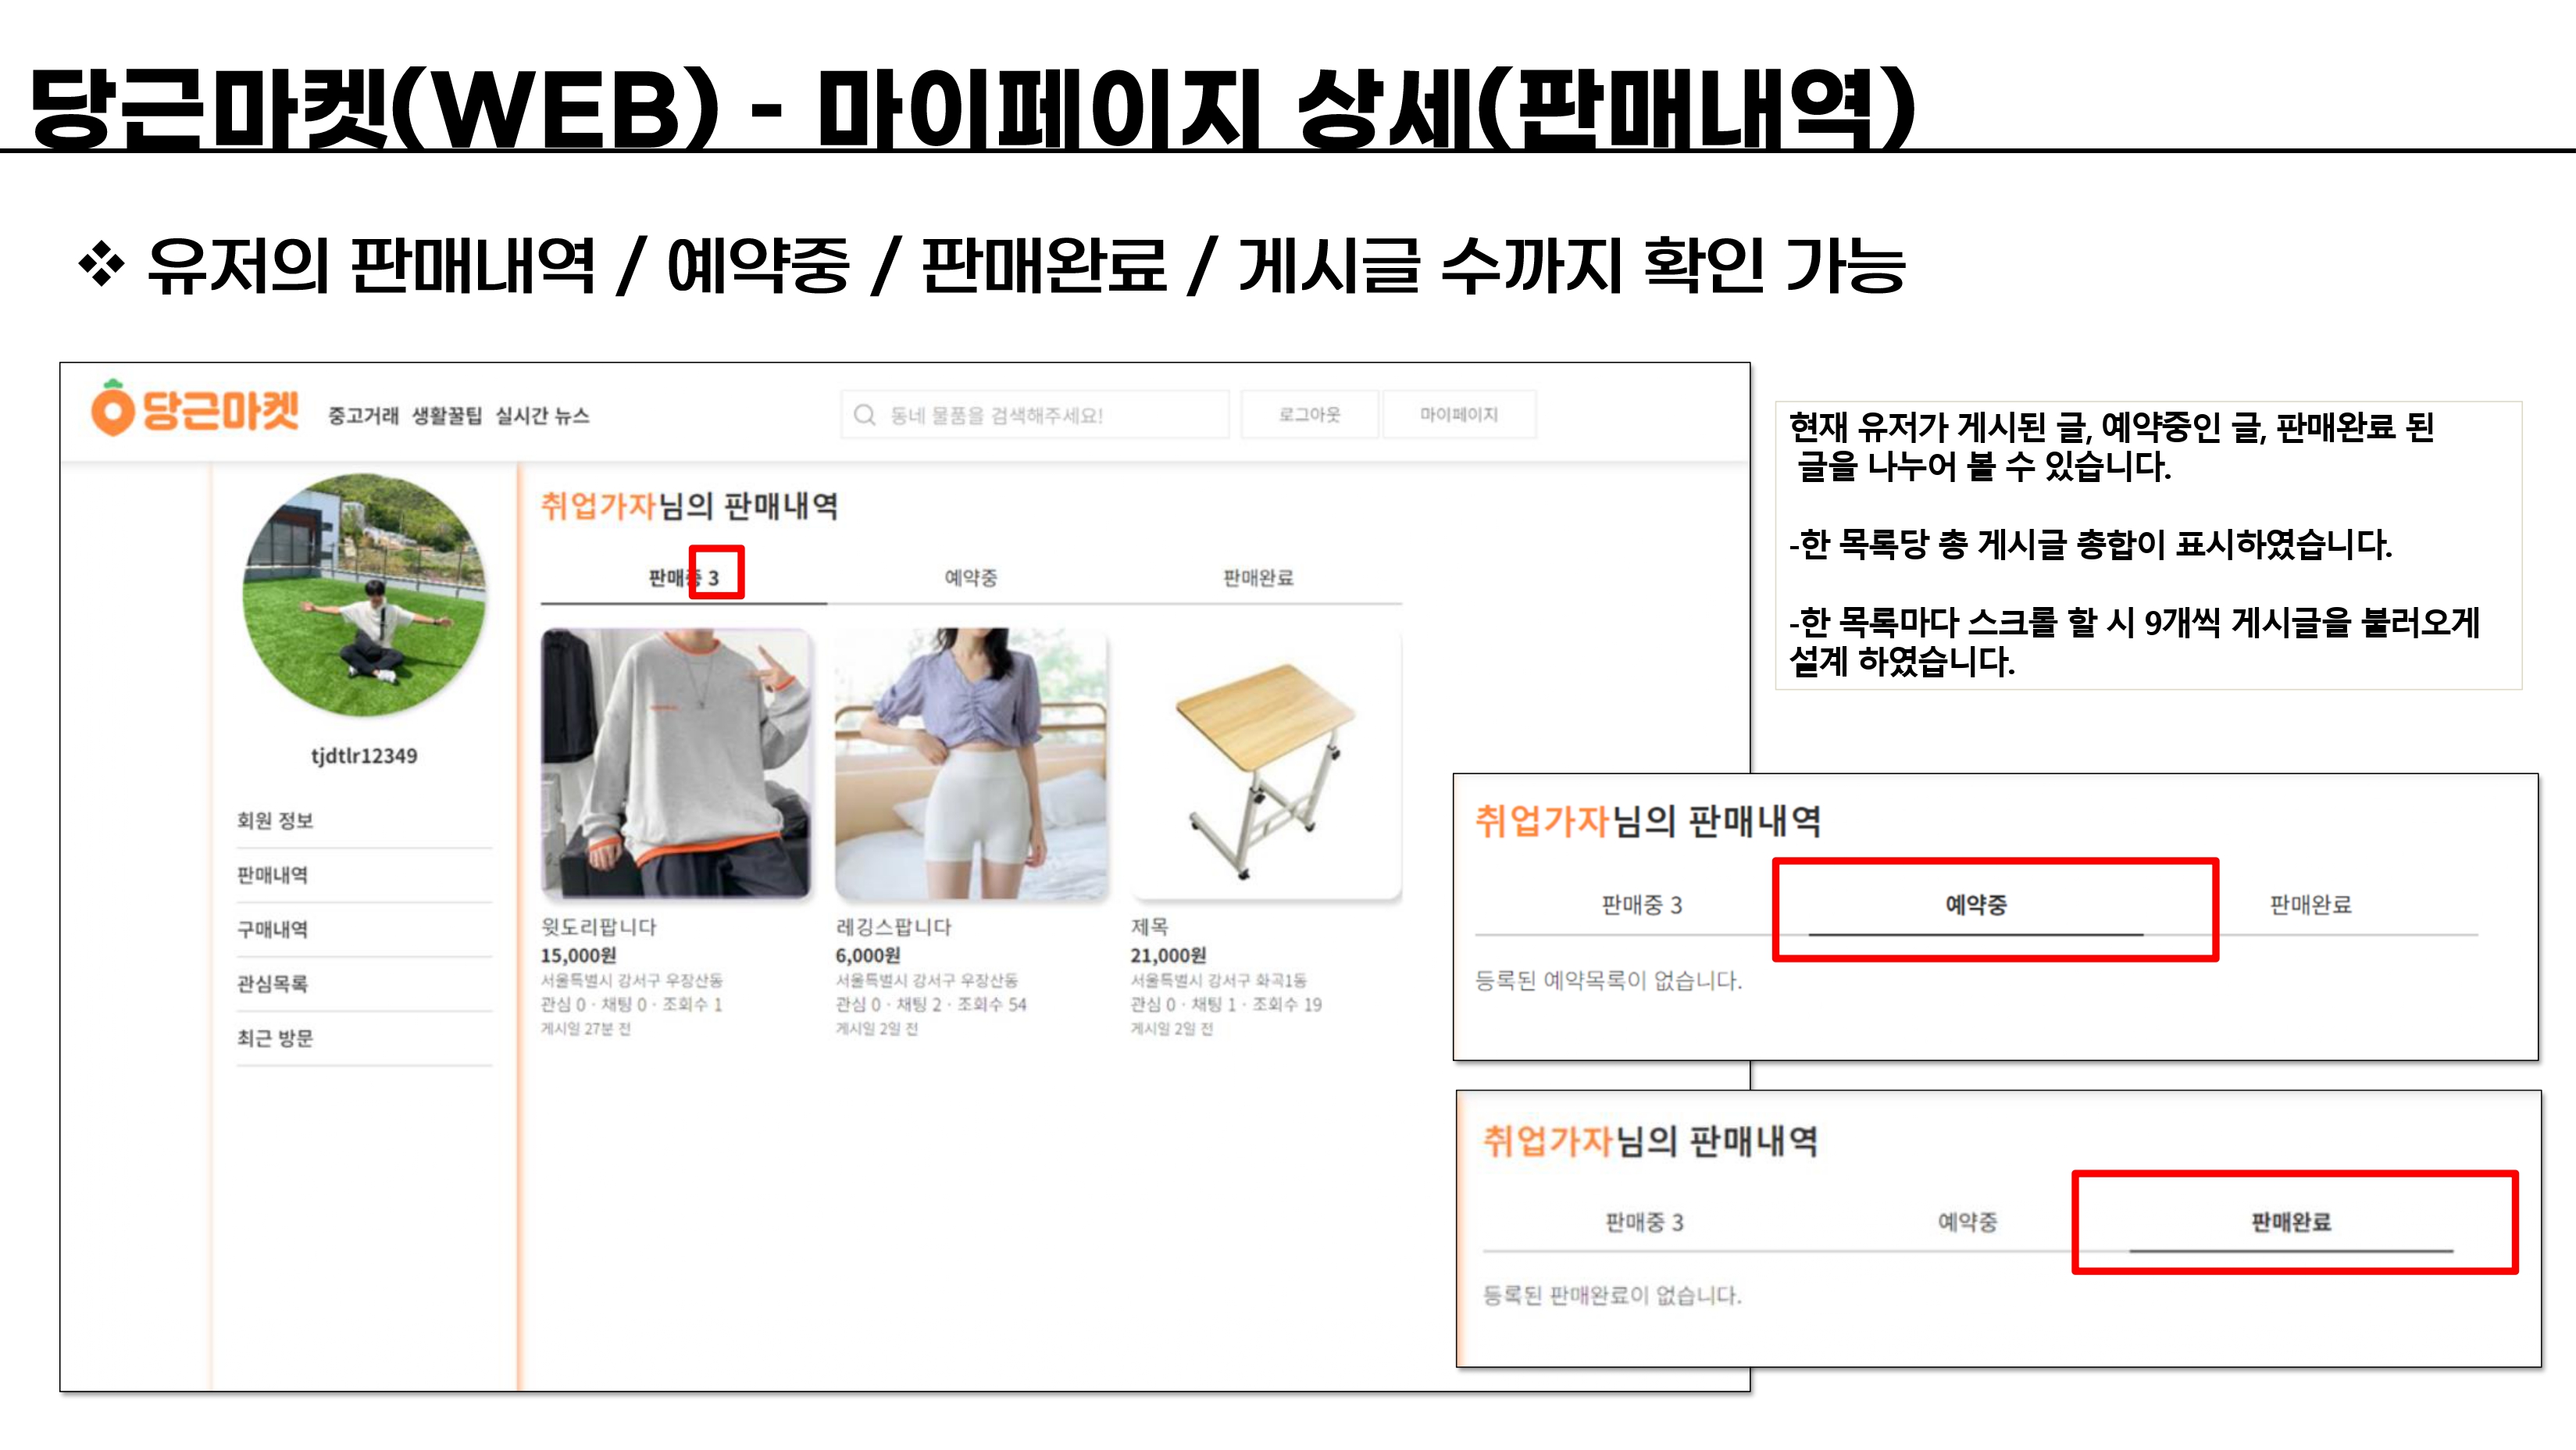 당근마켓(WEB) - 마이페이지 상세(판매내역)
❖ 유저의 판매내역 / 예약중 / 판매완료 / 게시글 수까지 확인 가능
당근마켓 중고거래 생활꿀팁 실시간 뉴스 동네 물품을 검색해주세요! 로그아웃 마이페이지
tjdtlr12349
회원 정보
판매내역
구매내역
관심목록
최근 방문
취업가자님의 판매내역
판매중 3 예약중 판매완료
윗도리팝니다
15,000원
서울특별시 강서구 우장산동
관심 0 · 채팅 0 · 조회수 1
게시일 27분 전
레깅스팝니다
6,000원
서울특별시 강서구 우장산동
관심 0 · 채팅 2 · 조회수 54
게시일 2일 전
제목
21,000원
서울특별시 강서구 화곡1동
관심 0 · 채팅 1 · 조회수 19
게시일 2일 전
현재 유저가 게시된 글, 예약중인 글, 판매완료 된
글을 나누어 볼 수 있습니다.
-한 목록당 총 게시글 총합이 표시하였습니다.
-한 목록마다 스크롤 할 시 9개씩 게시글을 불러오게
설계 하였습니다.
취업가자님의 판매내역
판매중 3 예약중 판매완료
등록된 예약목록이 없습니다.
취업가자님의 판매내역
판매중 3 예약중 판매완료
등록된 판매완료이 없습니다.